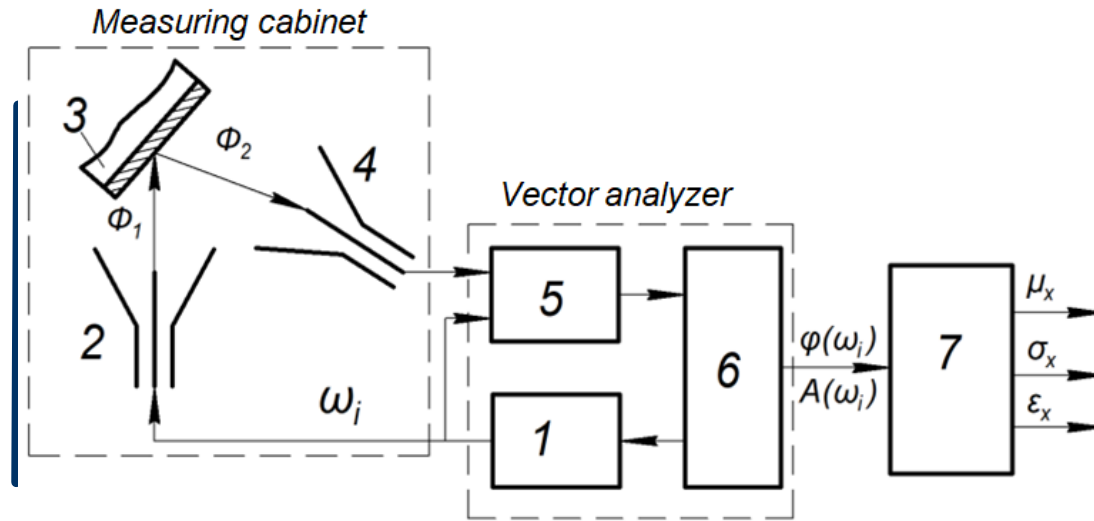 Measuring cabinet
3
Φ₂
4
Φ₁
Vector analyzer
2
5
6
7
1
ωᵢ
φ(ωᵢ)
A(ωᵢ)
μₓ
σₓ
εₓ